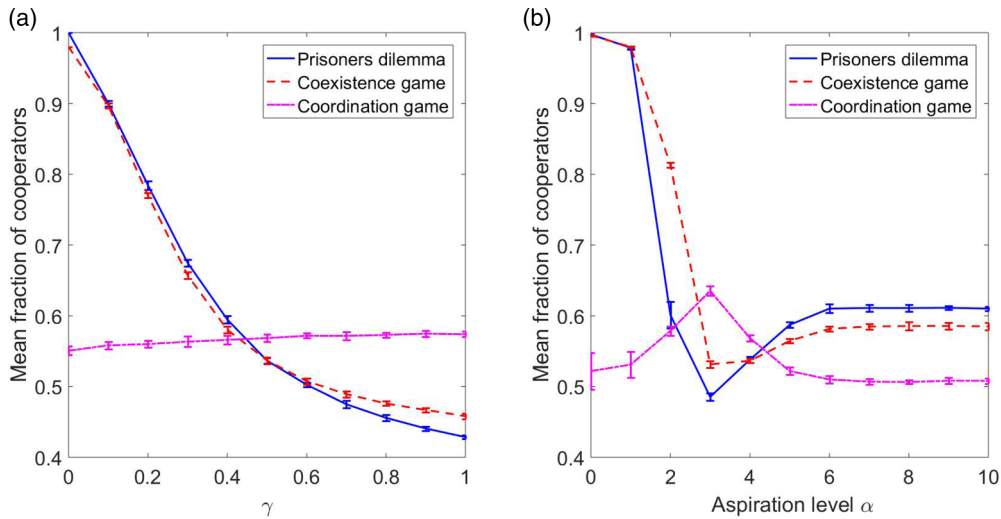 (a)
1
0.9
0.8
0.7
0.6
0.5
0.4
0
0.2
0.4
0.6
0.8
1
Mean fraction of cooperators
γ
Prisoners dilemma
Coexistence game
Coordination game
(b)
1
0.9
0.8
0.7
0.6
0.5
0.4
0
2
4
6
8
10
Mean fraction of cooperators
Aspiration level α
Prisoners dilemma
Coexistence game
Coordination game